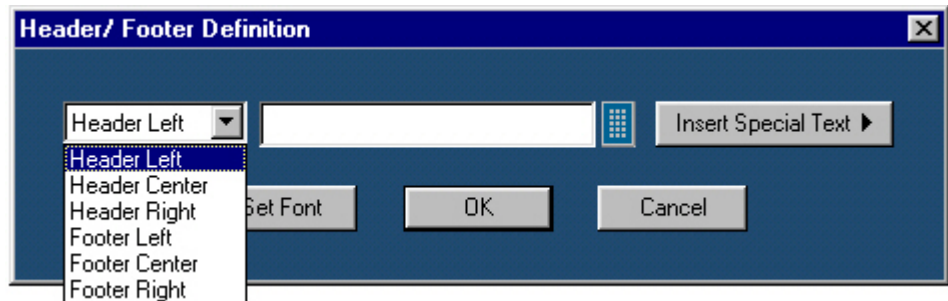 Header/ Footer Definition
Header Left Insert Special Text
Header Left
Header Center
Header Right
Set Font OK Cancel
Footer Left
Footer Center
Footer Right